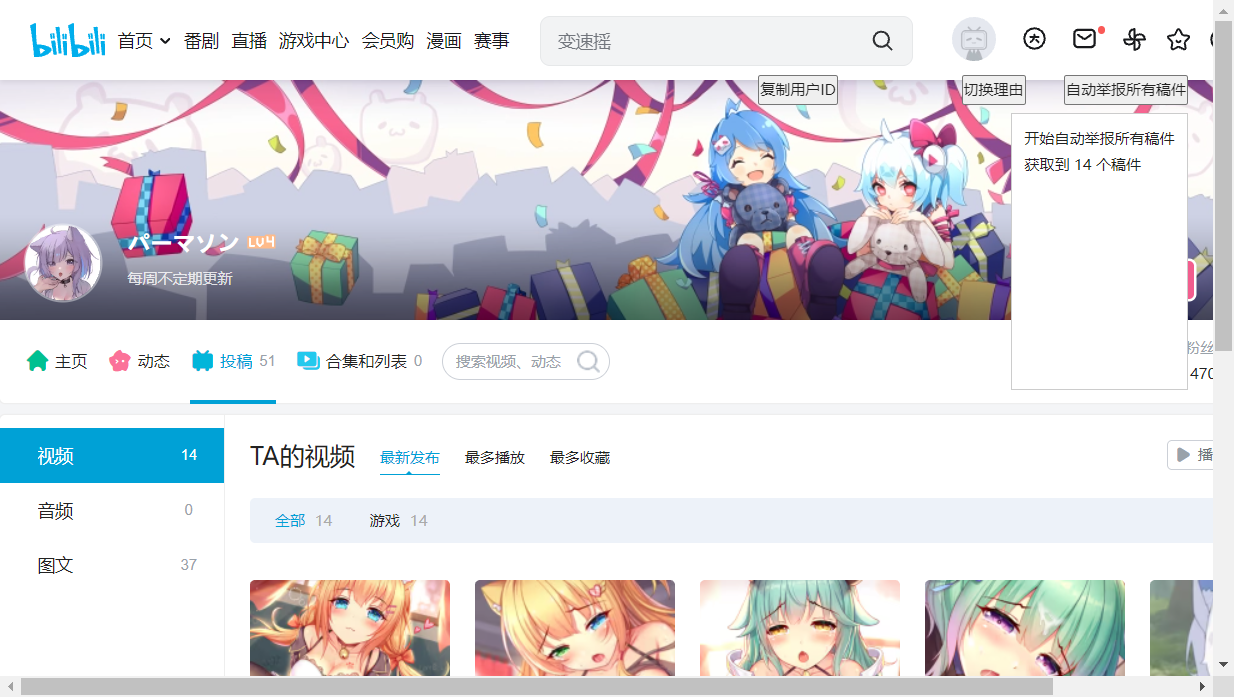 bilibili 首页 番剧 直播 游戏中心 会员购 漫画 赛事 变速摇
复制用户ID 切换理由 自动举报所有稿件
开始自动举报所有稿件
获取到 14 个稿件
パーマソン LV4
每周不定期更新
主页 动态 投稿 51 合集和列表 0 搜索视频、动态 粉丝
470
视频 14
音频 0
图文 37
TA的视频 最新发布 最多播放 最多收藏 播
全部 14 游戏 14